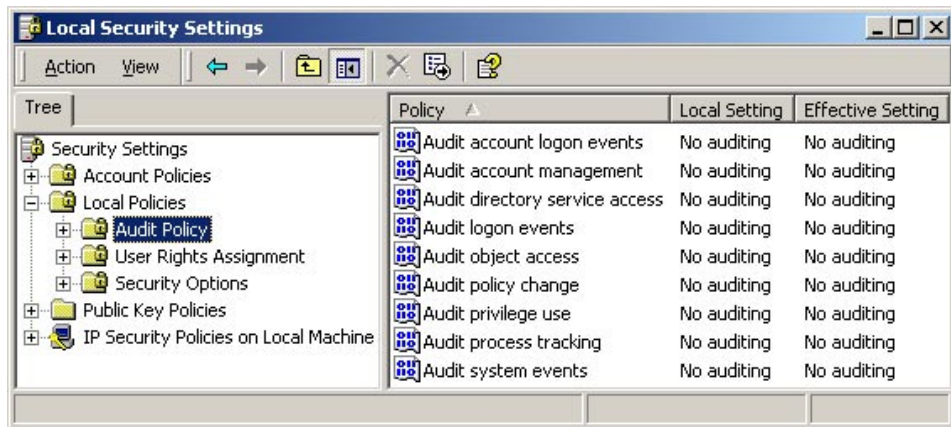 Local Security Settings
Action View
Tree
Security Settings
Account Policies
Local Policies
Audit Policy
User Rights Assignment
Security Options
Public Key Policies
IP Security Policies on Local Machine
Policy Local Setting Effective Setting
Audit account logon events No auditing No auditing
Audit account management No auditing No auditing
Audit directory service access No auditing No auditing
Audit logon events No auditing No auditing
Audit object access No auditing No auditing
Audit policy change No auditing No auditing
Audit privilege use No auditing No auditing
Audit process tracking No auditing No auditing
Audit system events No auditing No auditing